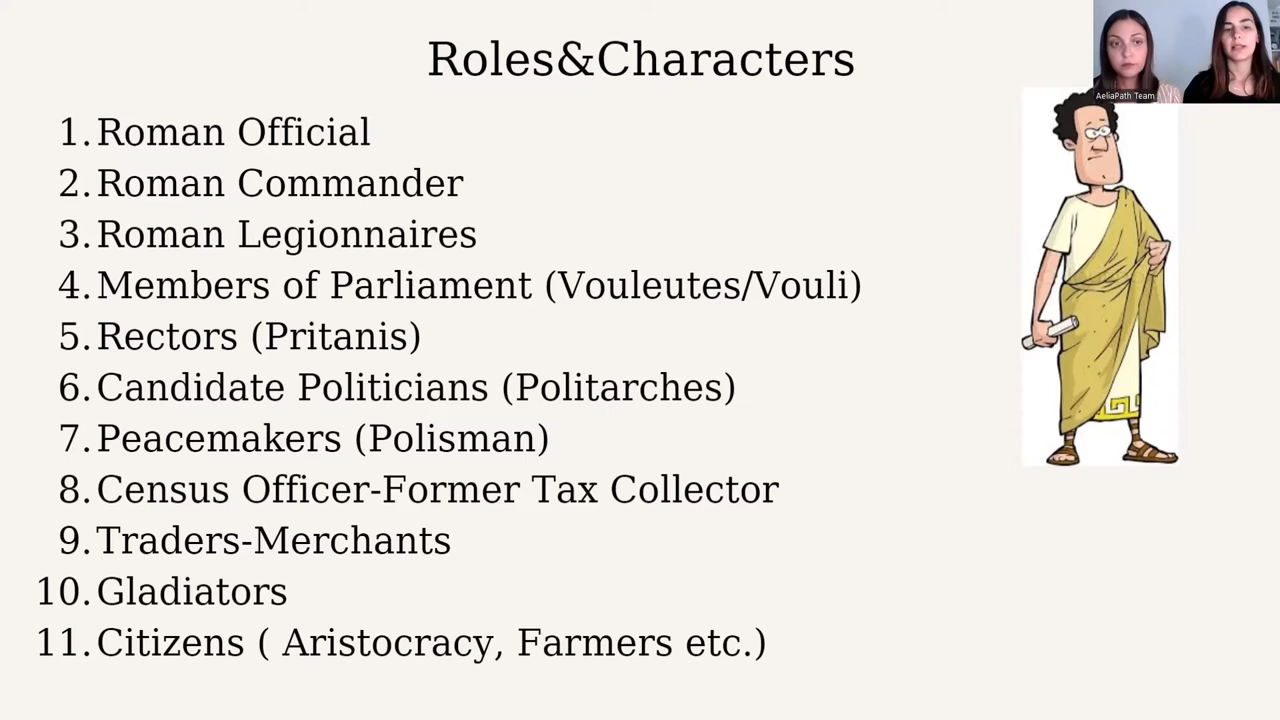 Roles&Characters
AeliaPath Team
1. Roman Official
2. Roman Commander
3. Roman Legionnaires
4. Members of Parliament (Vouleutes/Vouli)
5. Rectors (Pritanis)
6. Candidate Politicians (Politarches)
7. Peacemakers (Polisman)
8. Census Officer-Former Tax Collector
9. Traders-Merchants
10. Gladiators
11. Citizens ( Aristocracy, Farmers etc.)